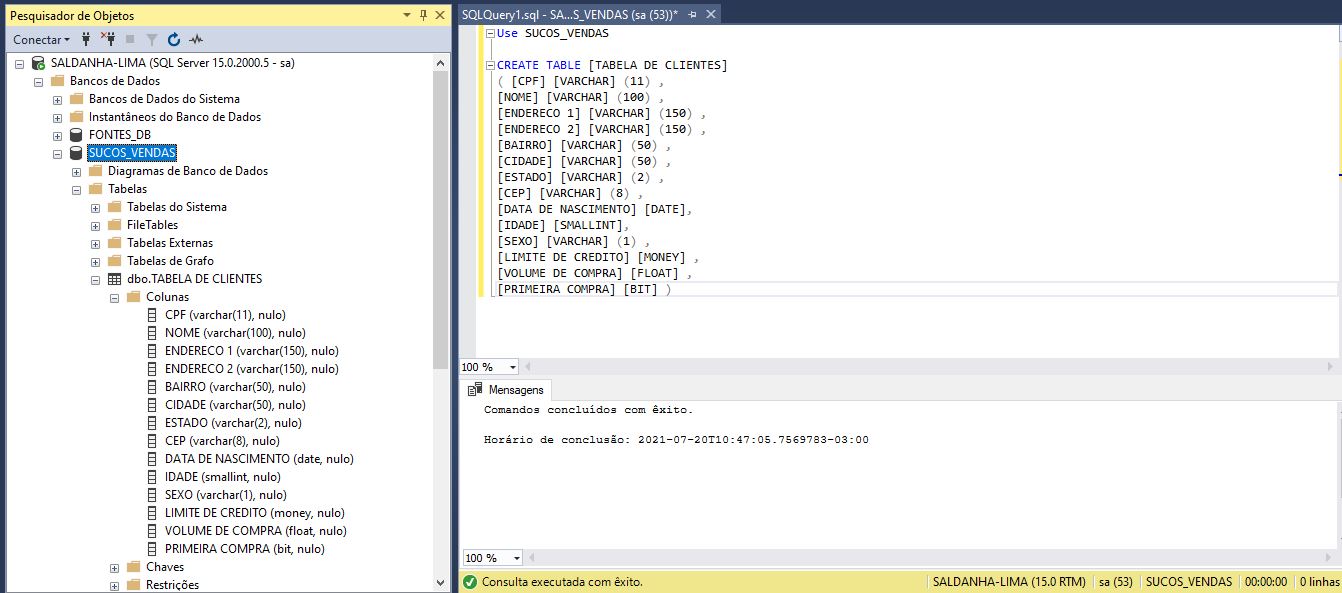 Pesquisador de Objetos
Conectar
SALDANHA-LIMA (SQL Server 15.0.2000.5 - sa)
Bancos de Dados
Bancos de Dados do Sistema
Instantâneos do Banco de Dados
FONTES_DB
SUCOS_VENDAS
Diagramas de Banco de Dados
Tabelas
Tabelas do Sistema
FileTables
Tabelas Externas
Tabelas de Grafo
dbo.TABELA DE CLIENTES
Colunas
CPF (varchar(11), nulo)
NOME (varchar(100), nulo)
ENDERECO 1 (varchar(150), nulo)
ENDERECO 2 (varchar(150), nulo)
BAIRRO (varchar(50), nulo)
CIDADE (varchar(50), nulo)
ESTADO (varchar(2), nulo)
CEP (varchar(8), nulo)
DATA DE NASCIMENTO (date, nulo)
IDADE (smallint, nulo)
SEXO (varchar(1), nulo)
LIMITE DE CREDITO (money, nulo)
VOLUME DE COMPRA (float, nulo)
PRIMEIRA COMPRA (bit, nulo)
Chaves
Restrições
SQLQuery1.sql - SA...S_VENDAS (sa (53))*
Use SUCOS_VENDAS
CREATE TABLE [TABELA DE CLIENTES]
( [CPF] [VARCHAR] (11) ,
[NOME] [VARCHAR] (100) ,
[ENDERECO 1] [VARCHAR] (150) ,
[ENDERECO 2] [VARCHAR] (150) ,
[BAIRRO] [VARCHAR] (50) ,
[CIDADE] [VARCHAR] (50) ,
[ESTADO] [VARCHAR] (2) ,
[CEP] [VARCHAR] (8) ,
[DATA DE NASCIMENTO] [DATE],
[IDADE] [SMALLINT],
[SEXO] [VARCHAR] (1) ,
[LIMITE DE CREDITO] [MONEY] ,
[VOLUME DE COMPRA] [FLOAT] ,
[PRIMEIRA COMPRA] [BIT] )
100 %
Mensagens
Comandos concluídos com êxito.
Horário de conclusão: 2021-07-20T10:47:05.7569783-03:00
100 %
Consulta executada com êxito. SALDANHA-LIMA (15.0 RTM) sa (53) SUCOS_VENDAS 00:00:00 0 linhas